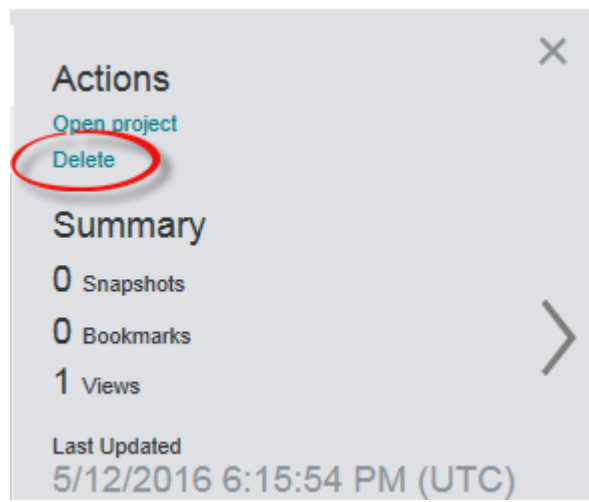 Actions
Open project
Delete
Summary
0 Snapshots
0 Bookmarks
1 Views
Last Updated
5/12/2016 6:15:54 PM (UTC)